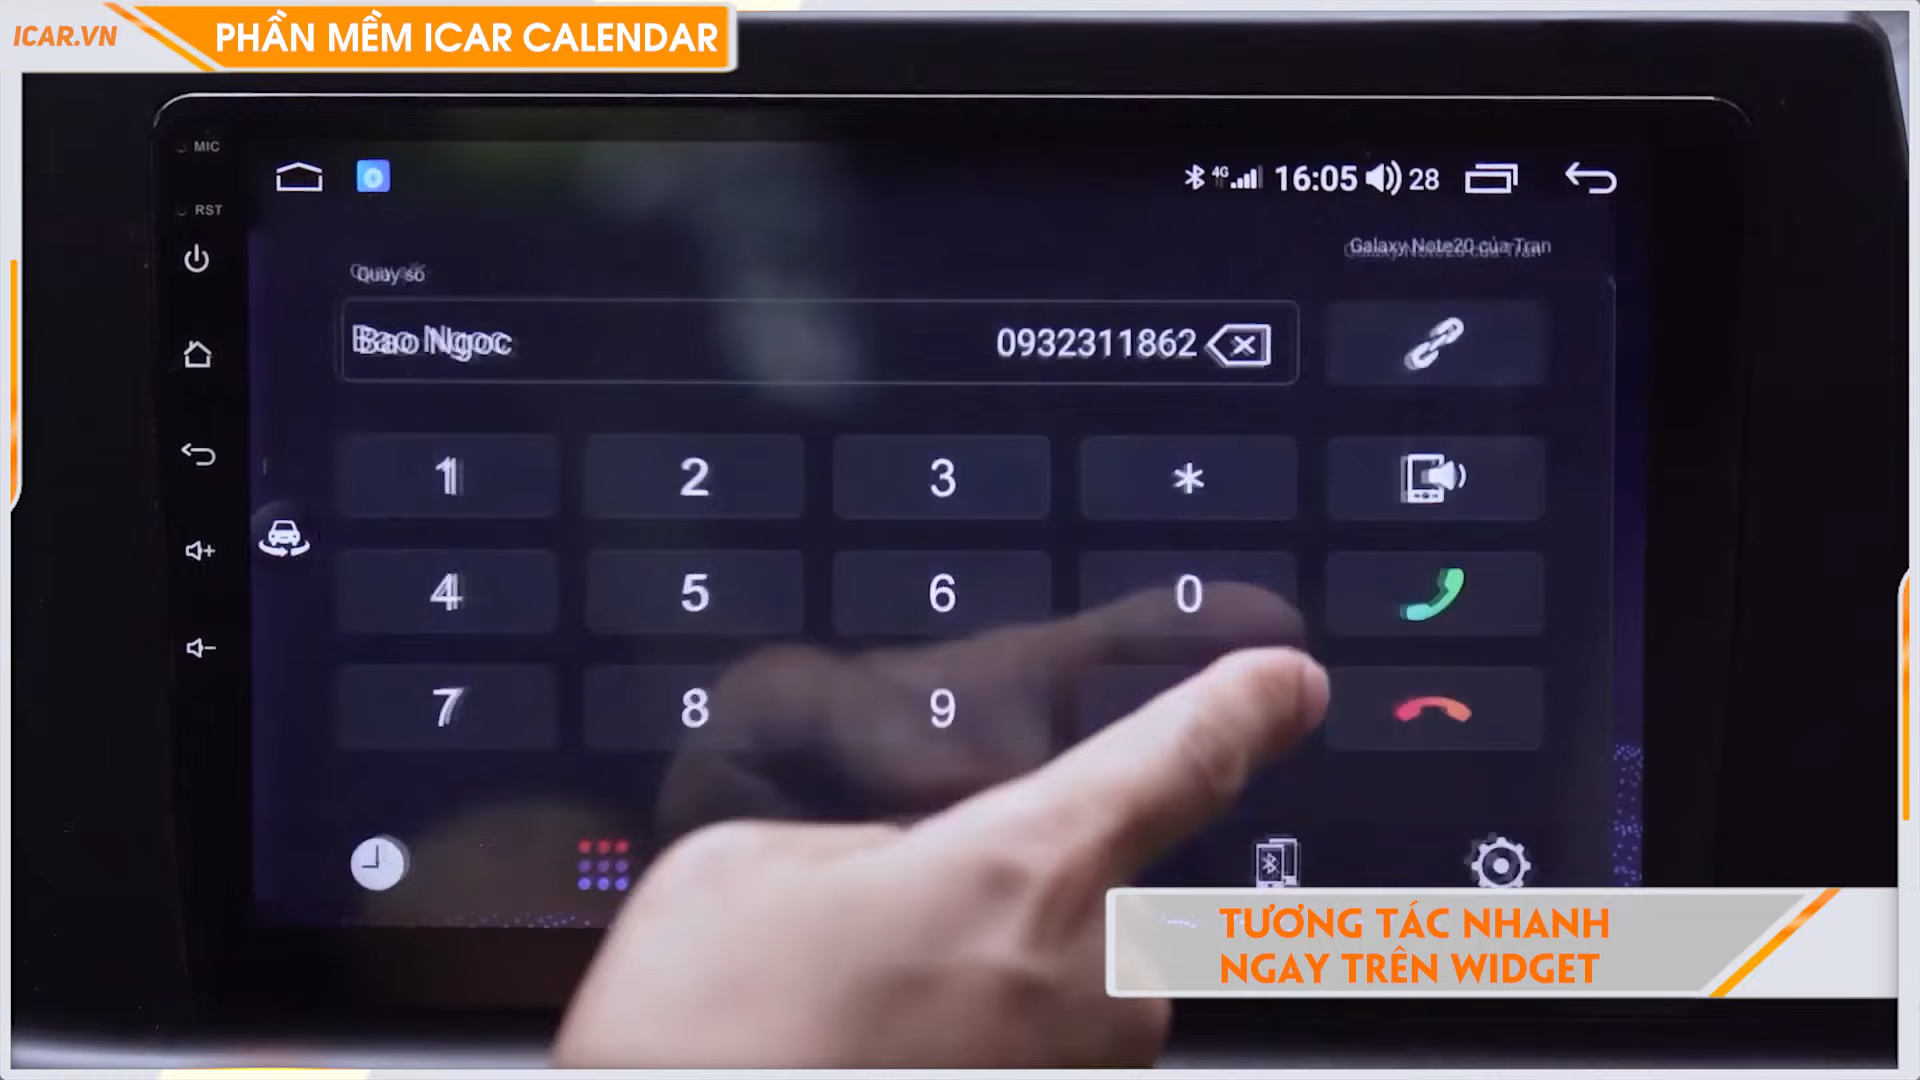 ICAR.VN
PHẦN MỀM ICAR CALENDAR
MIC
RST
4G 16:05 28
Galaxy Note20 của Tran
Quay số
Bao Ngoc 0932311862
1 2 3 *
4 5 6 0
7 8 9
TƯƠNG TÁC NHANH
NGAY TRÊN WIDGET